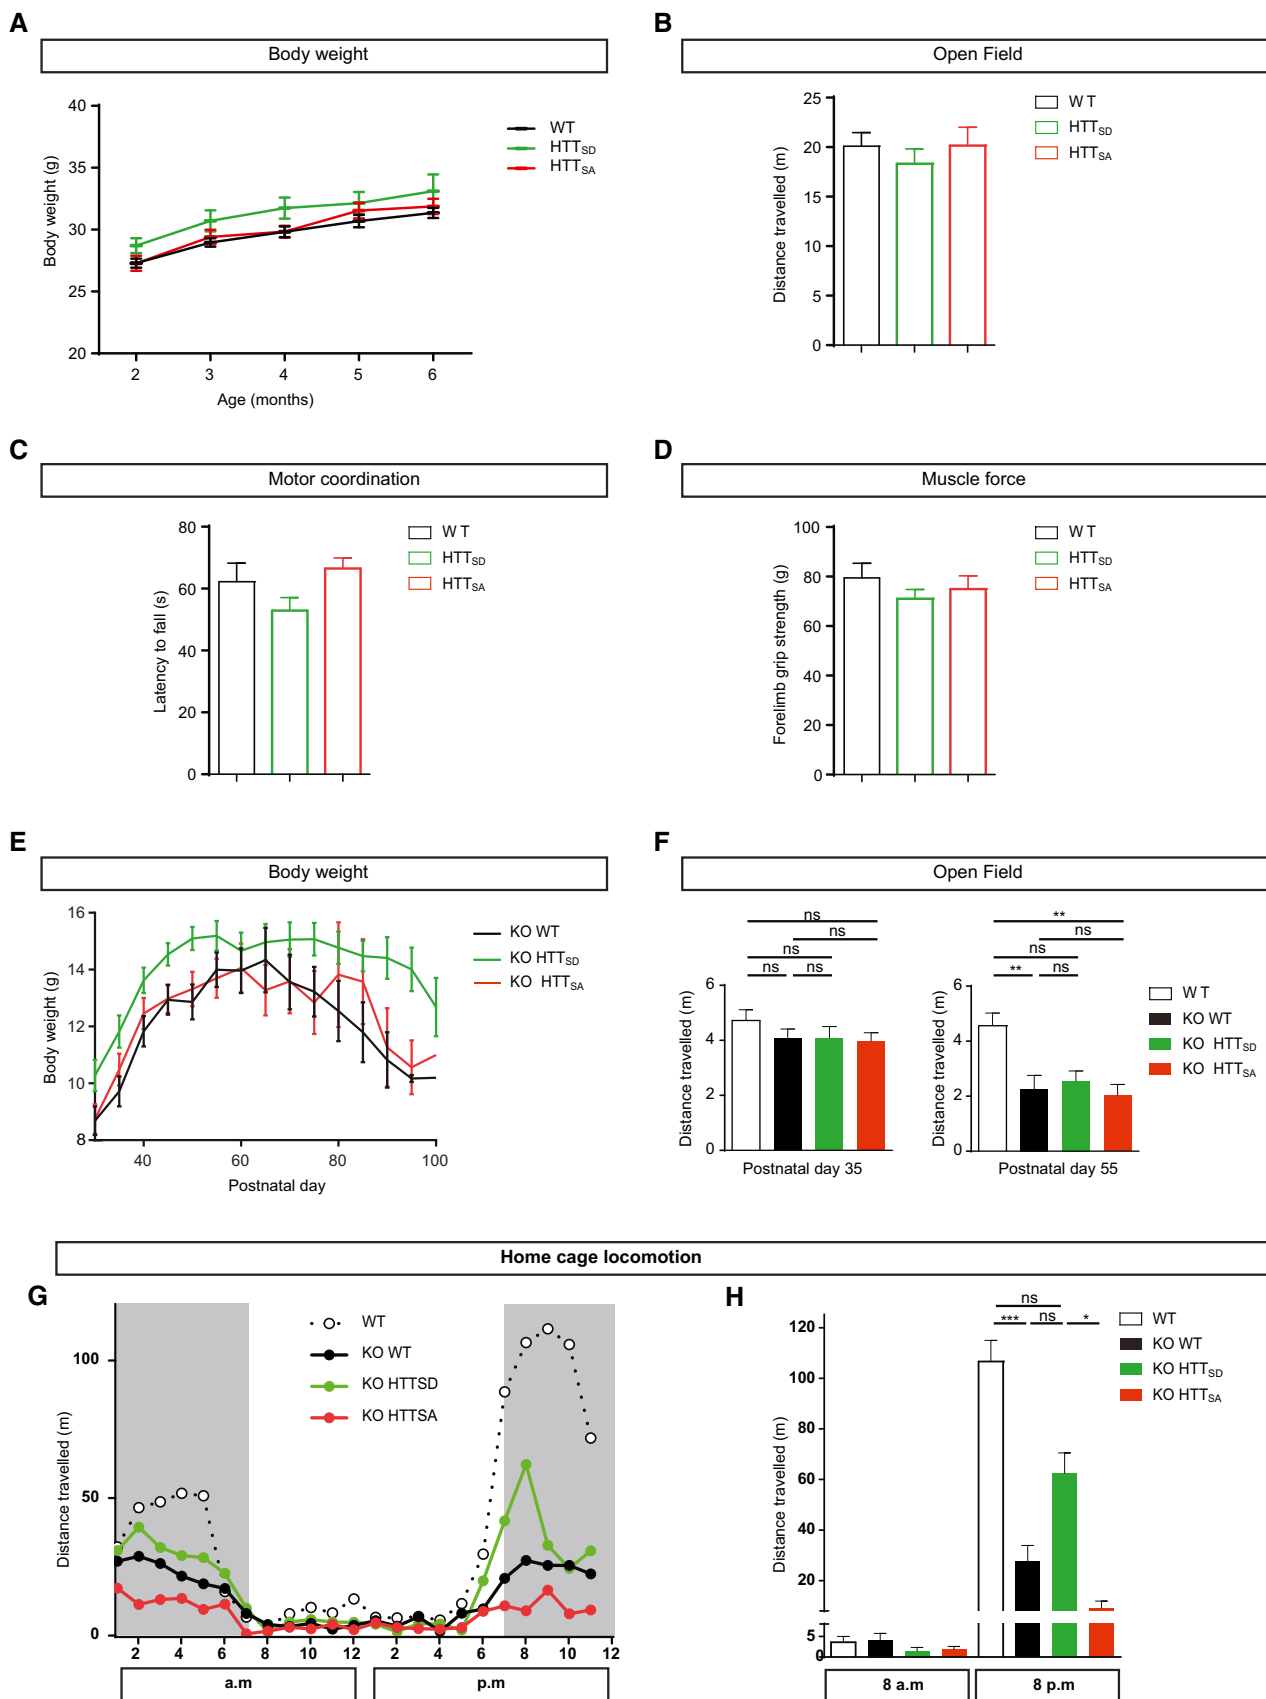 A
Body weight
40
35
30
25
20
Body weight (g)
2 3 4 5 6
Age (months)
WT
HTTSD
HTTSA
B
Open Field
25
20
15
10
5
0
Distance travelled (m)
W T
HTTSD
HTTSA
C
Motor coordination
80
60
40
20
0
Latency to fall (s)
W T
HTTSD
HTTSA
D
Muscle force
100
80
60
40
20
0
Forelimb grip strength (g)
W T
HTTSD
HTTSA
E
Body weight
16
14
12
10
8
Body weight (g)
40 60 80 100
Postnatal day
KO WT
KO HTTSD
KO HTTSA
F
Open Field
ns
ns
ns
ns ns
6
4
2
0
Distance travelled (m)
Postnatal day 35
**
ns
ns
** ns
6
4
2
0
Distance travelled (m)
Postnatal day 55
W T
KO WT
KO HTTSD
KO HTTSA
Home cage locomotion
G
100
50
0
Distance travelled (m)
WT
KO WT
KO HTTSD
KO HTTSA
2 4 6 8 10 12 2 4 6 8 10 12
a.m p.m
H
ns
*** ns *
120
100
80
60
40
20
5
0
Distance travelled (m)
WT
KO WT
KO HTTSD
KO HTTSA
8 a.m 8 p.m